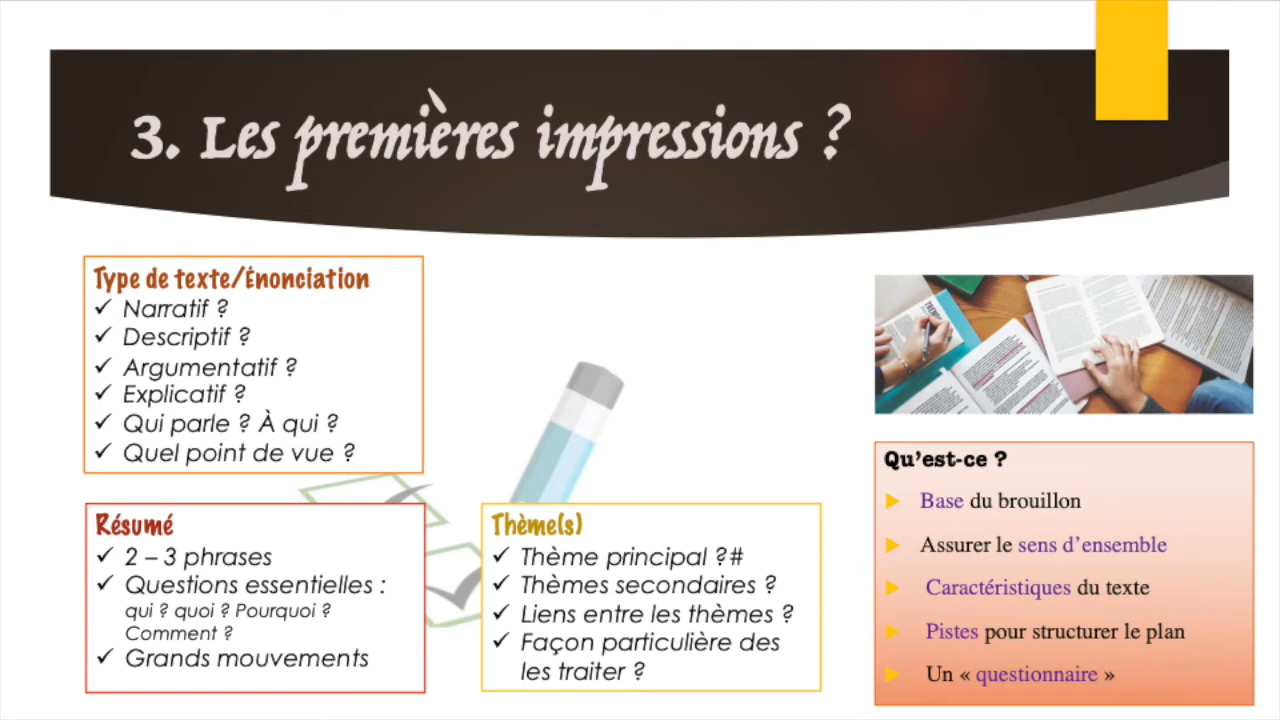 3. Les premières impressions ?
Type de texte/Énonciation
✓ Narratif ?
✓ Descriptif ?
✓ Argumentatif ?
✓ Explicatif ?
✓ Qui parle ? À qui ?
✓ Quel point de vue ?
Résumé
✓ 2 – 3 phrases
✓ Questions essentielles :
qui ? quoi ? Pourquoi ?
Comment ?
✓ Grands mouvements
Thème(s)
✓ Thème principal ?#
✓ Thèmes secondaires ?
✓ Liens entre les thèmes ?
✓ Façon particulière des
les traiter ?
Qu’est-ce ?
Base du brouillon
Assurer le sens d’ensemble
Caractéristiques du texte
Pistes pour structurer le plan
Un « questionnaire »